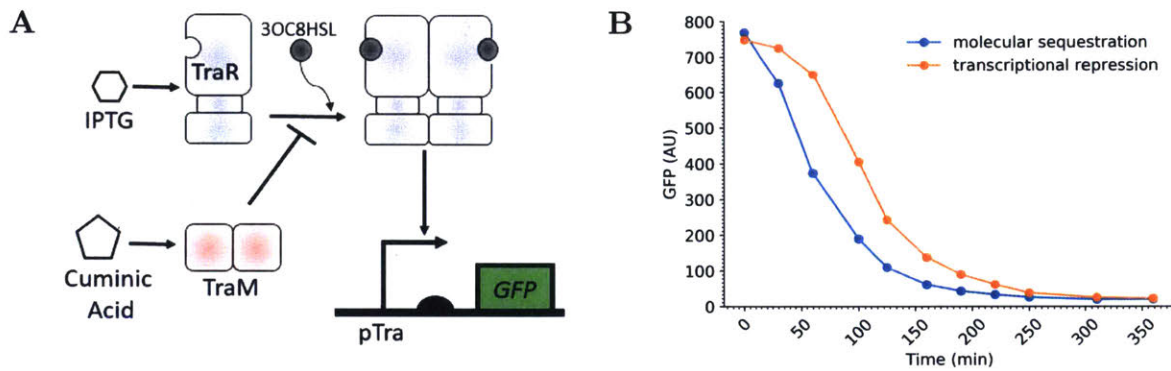 A
3OC8HSL
TraR
IPTG
Cuminic
Acid
TraM
GFP
pTra
B
800
700
600
500
400
300
200
100
0
GFP (AU)
molecular sequestration
transcriptional repression
0
50
100
150
200
250
300
350
Time (min)